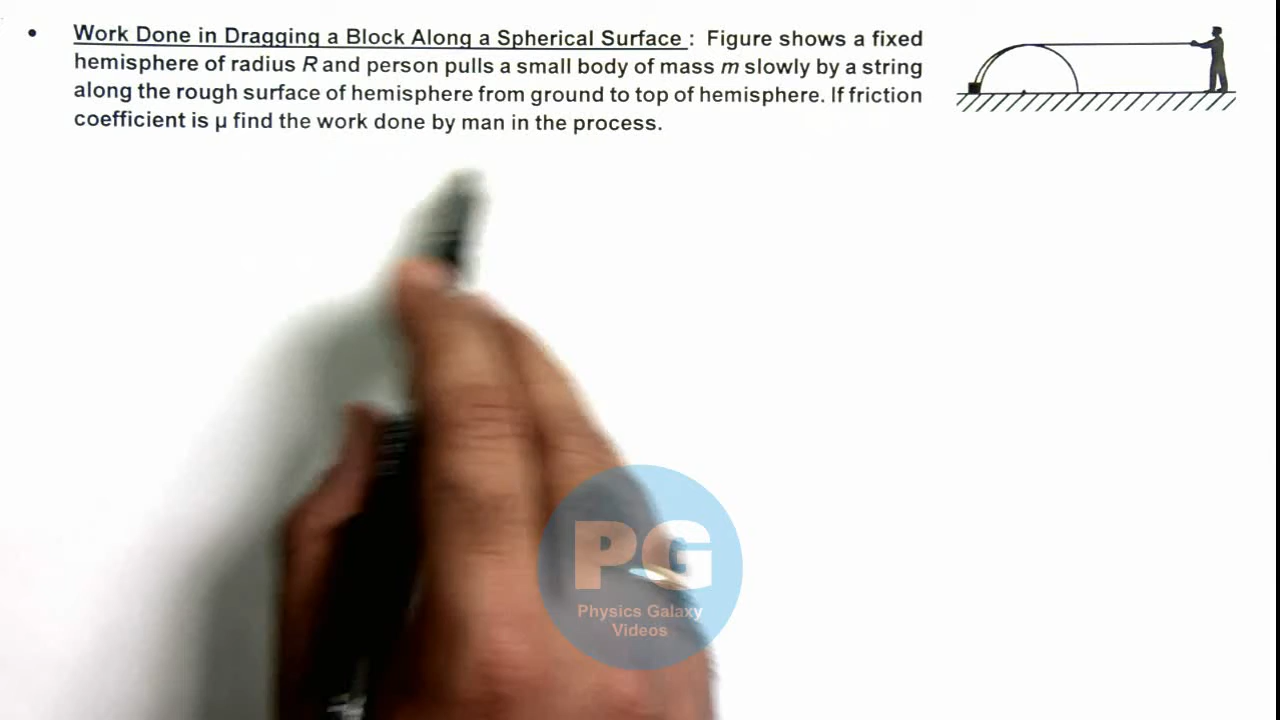 • Work Done in Dragging a Block Along a Spherical Surface : Figure shows a fixed
hemisphere of radius R and person pulls a small body of mass m slowly by a string
along the rough surface of hemisphere from ground to top of hemisphere. If friction
coefficient is μ find the work done by man in the process.
PG
Physics Galaxy
Videos